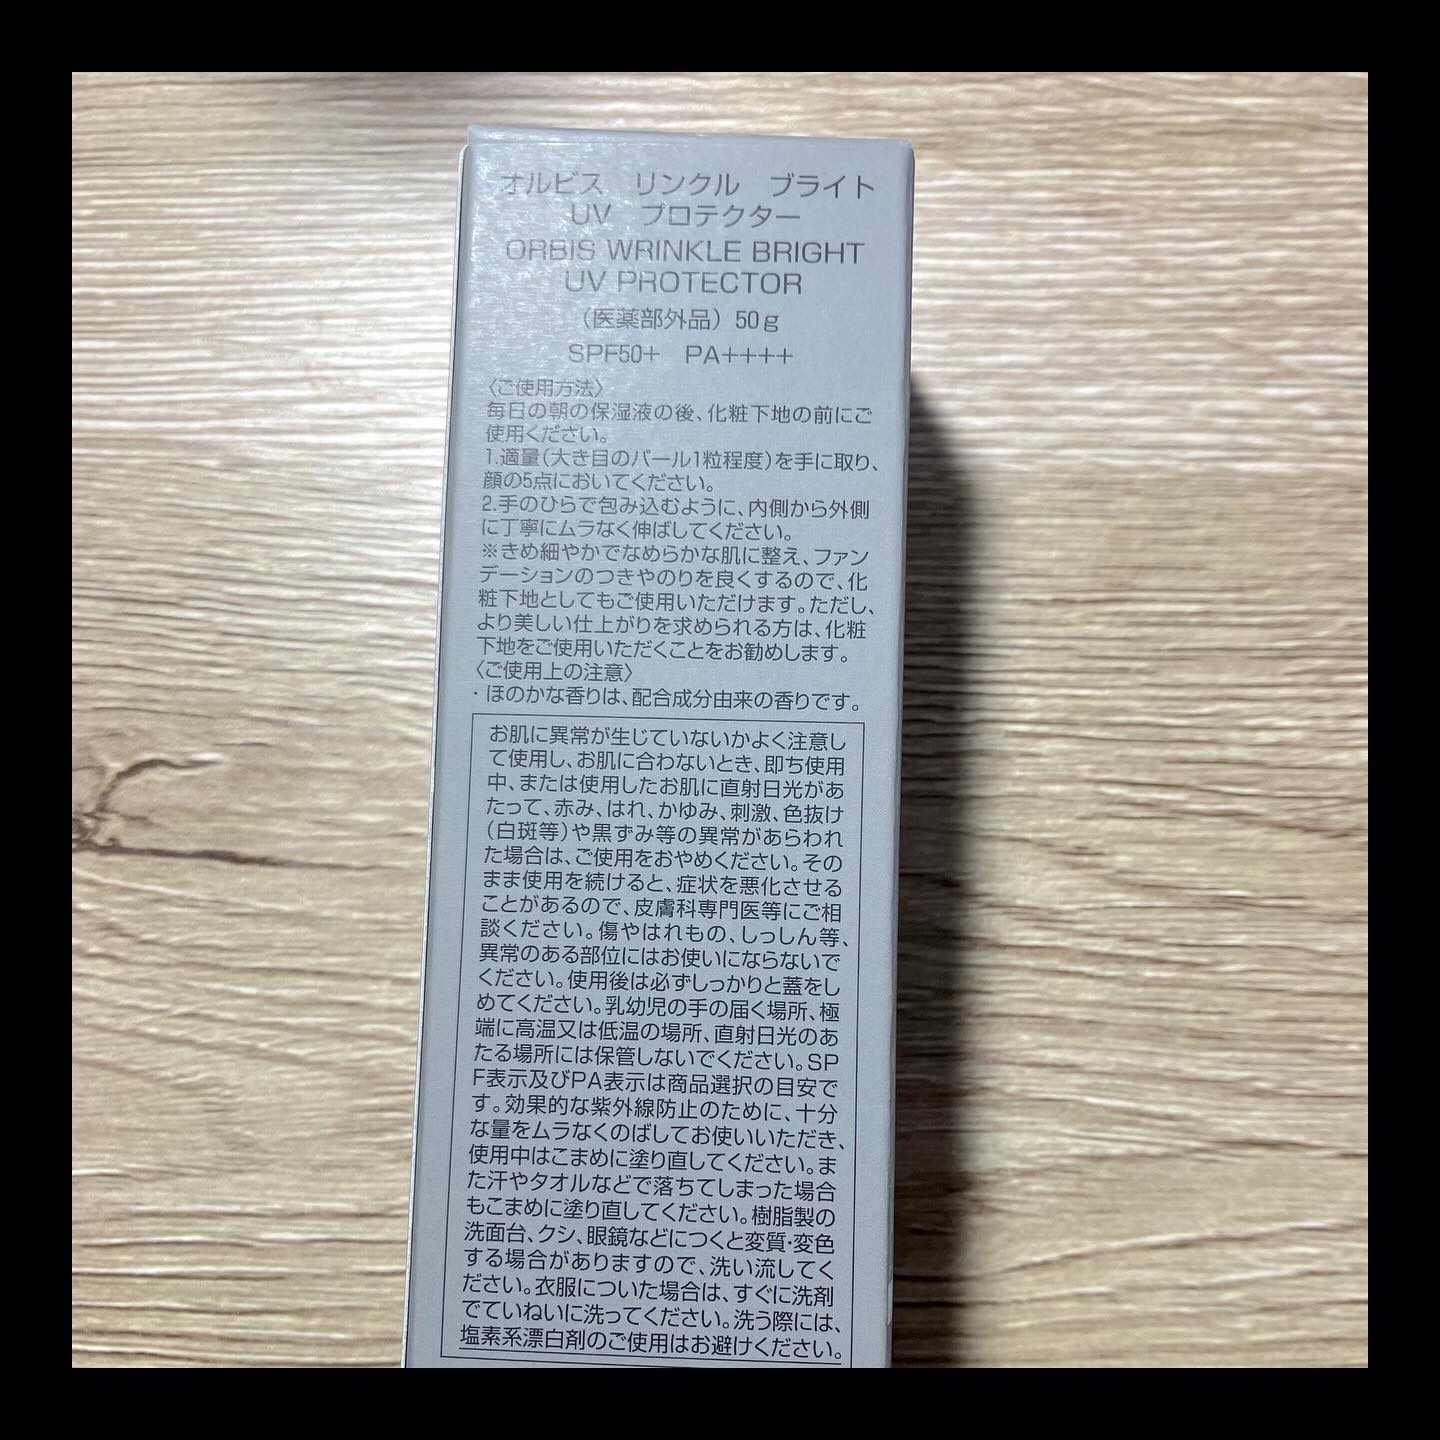 オルビス　リンクル　ブライト
UV　プロテクター
ORBIS WRINKLE BRIGHT
UV PROTECTOR
（医薬部外品）50g
SPF50+　PA++++
〈ご使用方法〉
毎日の朝の保湿液の後、化粧下地の前にご
使用ください。
1.適量（大き目のパール1粒程度）を手に取り、
顔の5点においてください。
2.手のひらで包み込むように、内側から外側
に丁寧にムラなく伸ばしてください。
※きめ細やかでなめらかな肌に整え、ファン
デーションのつきやのりを良くするので、化
粧下地としてもご使用いただけます。ただし、
より美しい仕上がりを求められる方は、化粧
下地をご使用いただくことをお勧めします。
〈ご使用上の注意〉
・ほのかな香りは、配合成分由来の香りです。
お肌に異常が生じていないかよく注意し
て使用し、お肌に合わないとき、即ち使用
中、または使用したお肌に直射日光があ
たって、赤み、はれ、かゆみ、刺激、色抜け
（白斑等）や黒ずみ等の異常があらわれ
た場合は、ご使用をおやめください。その
まま使用を続けると、症状を悪化させる
ことがあるので、皮膚科専門医等にご相
談ください。傷やはれもの、しっしん等、
異常のある部位にはお使いにならないで
ください。使用後は必ずしっかりと蓋をし
めてください。乳幼児の手の届く場所、極
端に高温又は低温の場所、直射日光のあ
たる場所には保管しないでください。SP
F表示及びPA表示は商品選択の目安で
す。効果的な紫外線防止のために、十分
な量をムラなくのばしてお使いいただき、
使用中はこまめに塗り直してください。ま
た汗やタオルなどで落ちてしまった場合
もこまめに塗り直してください。樹脂製の
洗面台、クシ、眼鏡などにつくと変質・変色
する場合がありますので、洗い流してく
ださい。衣服についた場合は、すぐに洗剤
でていねいに洗ってください。洗う際には、
塩素系漂白剤のご使用はお避けください。